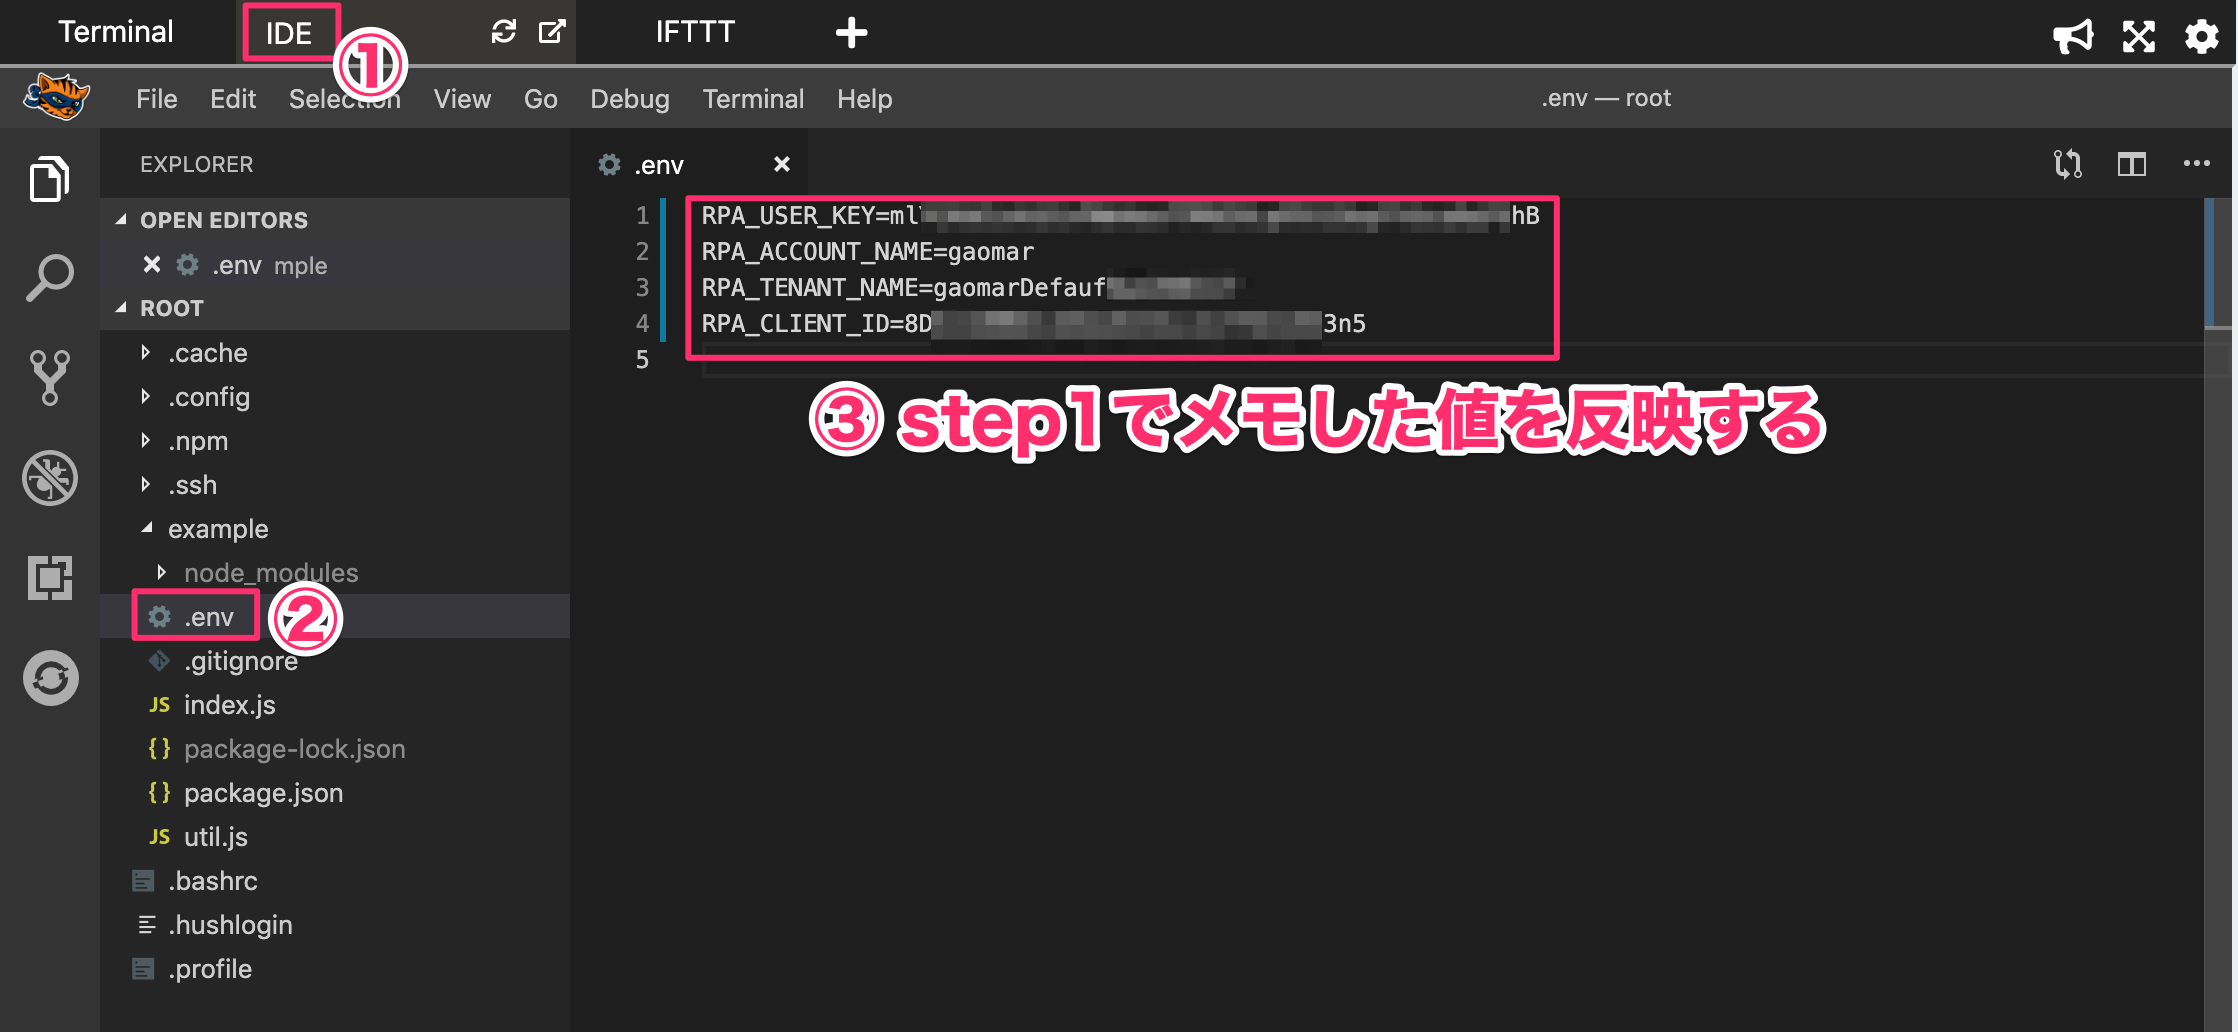 Terminal
IDE
IFTTT
①
File Edit Selection View Go Debug Terminal Help
.env — root
EXPLORER
OPEN EDITORS
.env mple
ROOT
.cache
.config
.npm
.ssh
example
node_modules
.env
②
.gitignore
JS index.js
{} package-lock.json
{} package.json
JS util.js
.bashrc
.hushlogin
.profile
.env
1 RPA_USER_KEY=ml hB
2 RPA_ACCOUNT_NAME=gaomar
3 RPA_TENANT_NAME=gaomarDefauf
4 RPA_CLIENT_ID=8D 3n5
5
③ step1でメモした値を反映する